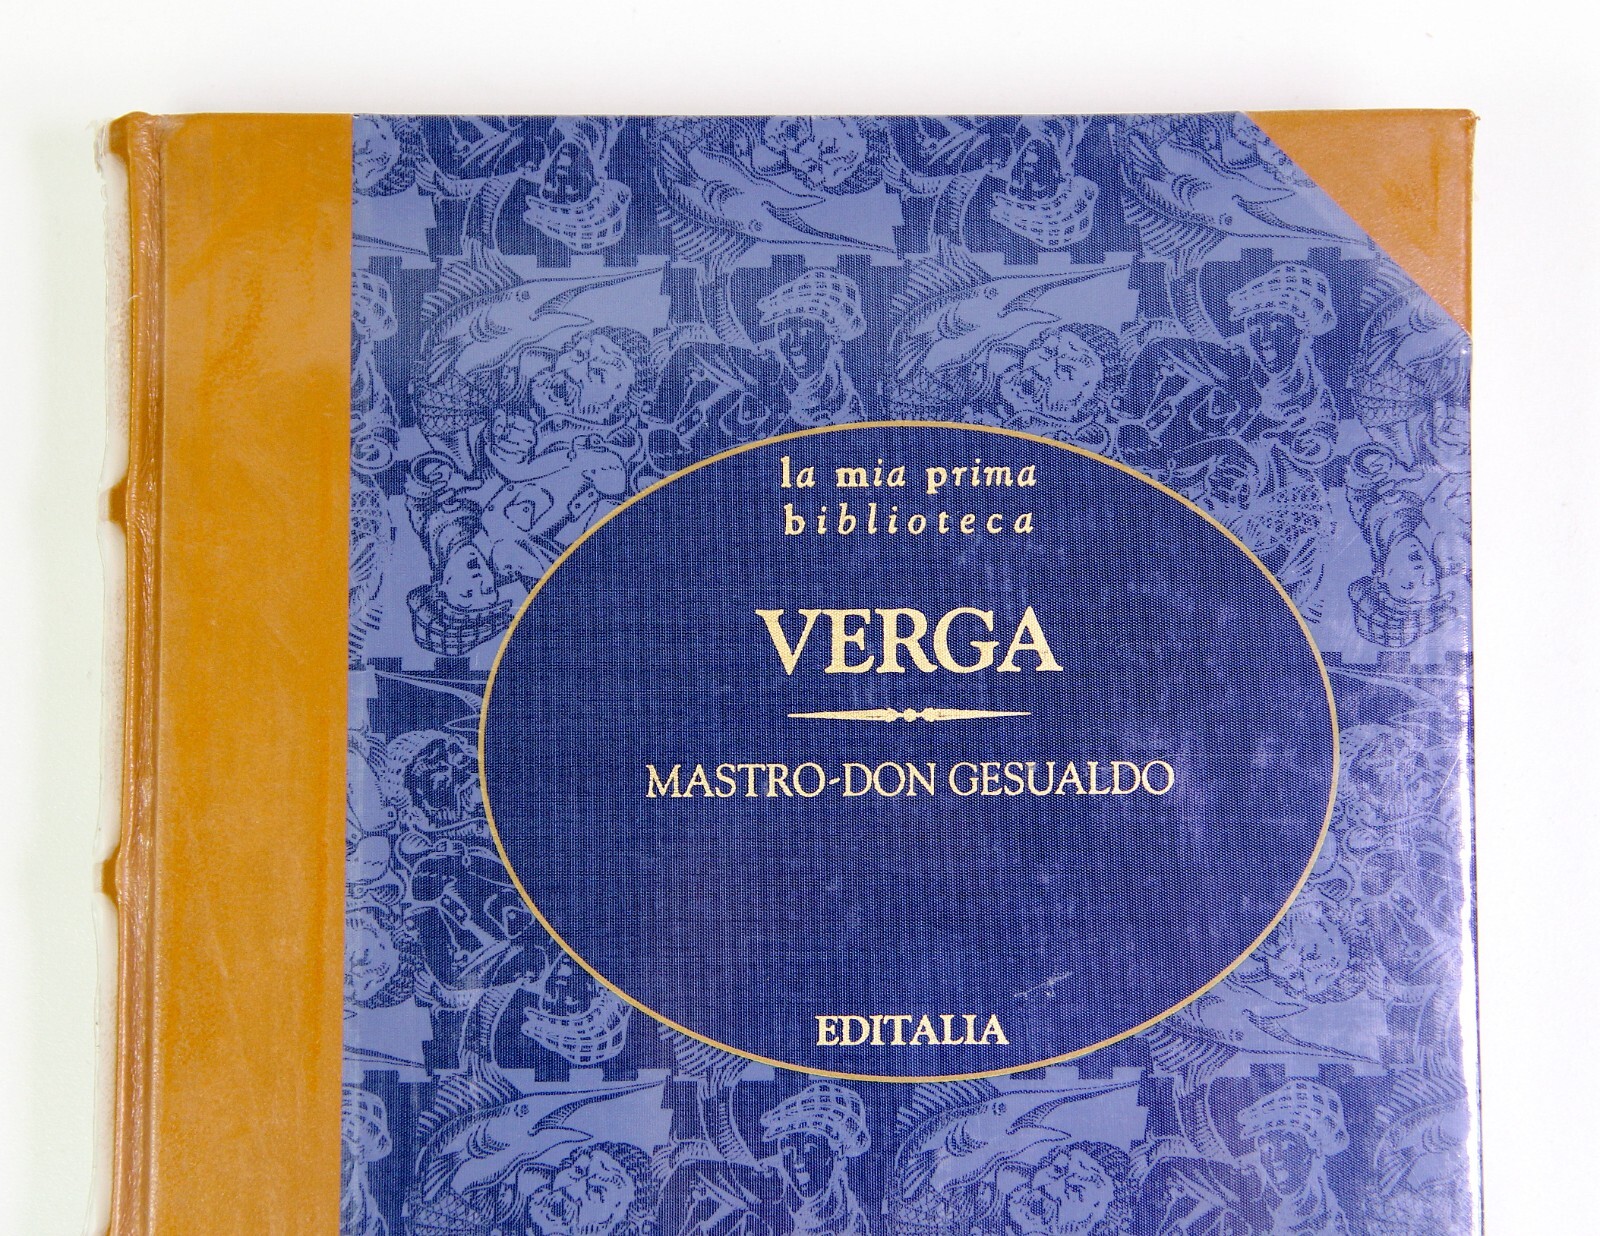 la mia prima
biblioteca
VERGA
MASTRO-DON GESUALDO
EDITALIA